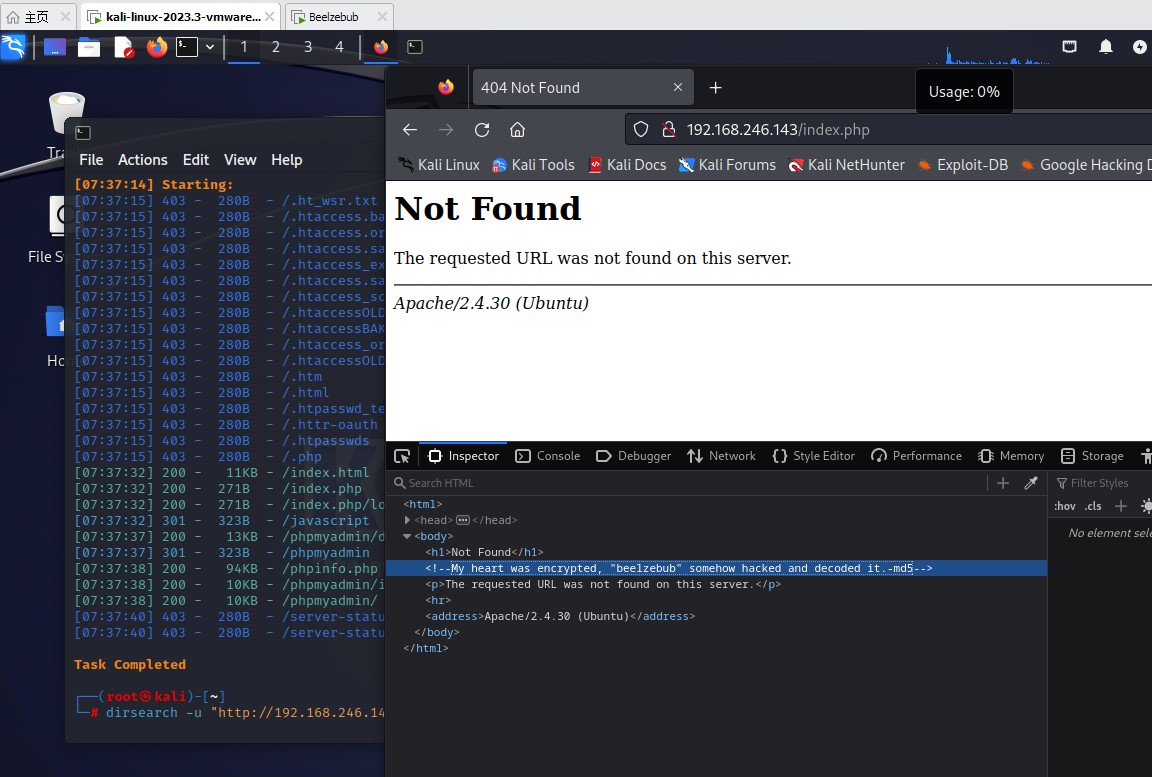 主页
kali-linux-2023.3-vmware...
Beelzebub
1 2 3 4
404 Not Found
Usage: 0%
192.168.246.143/index.php
Kali Linux Kali Tools Kali Docs Kali Forums Kali NetHunter Exploit-DB Google Hacking D
Tra
File Sy
Ho
File Actions Edit View Help
[07:37:14] Starting:
[07:37:15] 403 - 280B - /.ht_wsr.txt
[07:37:15] 403 - 280B - /.htaccess.ba
[07:37:15] 403 - 280B - /.htaccess.or
[07:37:15] 403 - 280B - /.htaccess.sa
[07:37:15] 403 - 280B - /.htaccess_ex
[07:37:15] 403 - 280B - /.htaccess.sa
[07:37:15] 403 - 280B - /.htaccess_sc
[07:37:15] 403 - 280B - /.htaccessOLD
[07:37:15] 403 - 280B - /.htaccessBAK
[07:37:15] 403 - 280B - /.htaccess_or
[07:37:15] 403 - 280B - /.htaccessOLD
[07:37:15] 403 - 280B - /.htm
[07:37:15] 403 - 280B - /.html
[07:37:15] 403 - 280B - /.htpasswd_te
[07:37:15] 403 - 280B - /.httr-oauth
[07:37:15] 403 - 280B - /.htpasswds
[07:37:15] 403 - 280B - /.php
[07:37:32] 200 - 11KB - /index.html
[07:37:32] 200 - 271B - /index.php
[07:37:32] 200 - 271B - /index.php/lo
[07:37:32] 301 - 323B - /javascript
[07:37:37] 200 - 13KB - /phpmyadmin/d
[07:37:37] 301 - 323B - /phpmyadmin
[07:37:38] 200 - 94KB - /phpinfo.php
[07:37:38] 200 - 10KB - /phpmyadmin/i
[07:37:38] 200 - 10KB - /phpmyadmin/
[07:37:40] 403 - 280B - /server-statu
[07:37:40] 403 - 280B - /server-statu
Task Completed
┌──(root㉿kali)-[~]
└─# dirsearch -u "http://192.168.246.14
Not Found
The requested URL was not found on this server.
Apache/2.4.30 (Ubuntu)
Inspector Console Debugger Network Style Editor Performance Memory Storage
Search HTML
Filter Styles
:hov .cls
No element sele
<html>
<head></head>
<body>
<h1>Not Found</h1>
<!--My heart was encrypted, "beelzebub" somehow hacked and decoded it.-md5-->
<p>The requested URL was not found on this server.</p>
<hr>
<address>Apache/2.4.30 (Ubuntu)</address>
</body>
</html>